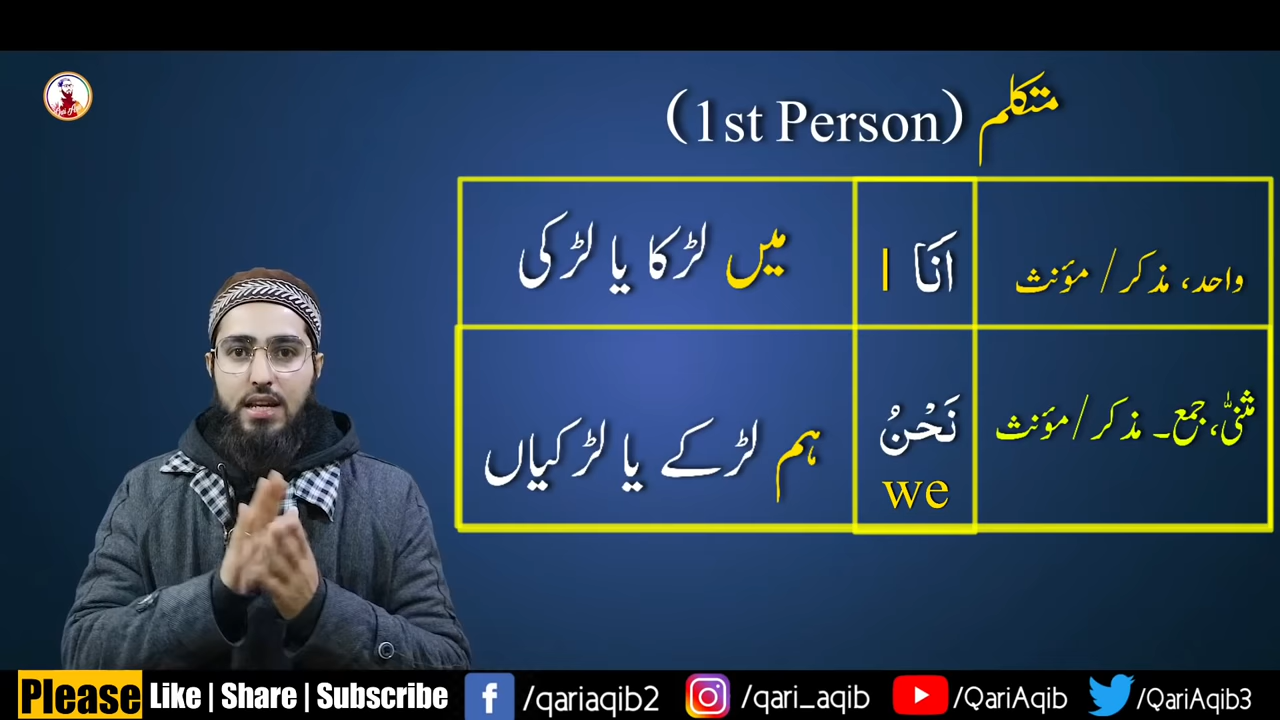 متکلم (1st Person)
واحد، مذکر / مؤنث
اَنَا I
میں لڑکا یا لڑکی
مثنیّٰ، جمع۔ مذکر /مؤنث
نَحْنُ
we
ہم لڑکے یا لڑکیاں
Please Like | Share | Subscribe /qariaqib2 /qari_aqib /QariAqib /QariAqib3